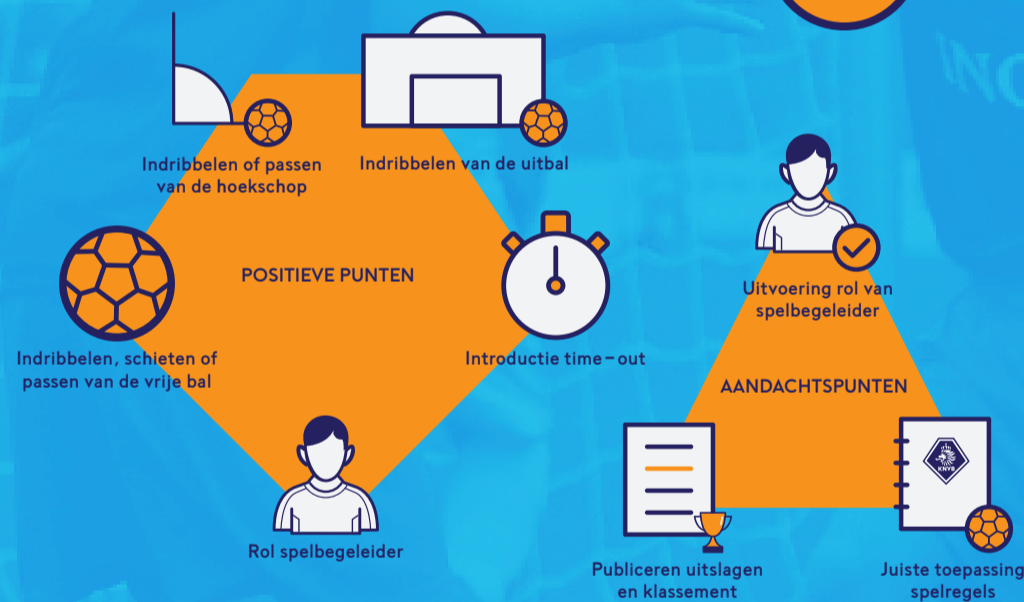 Indribbelen of passen
van de hoekschop
Indribbelen van de uitbal
POSITIEVE PUNTEN
Indribbelen, schieten of
passen van de vrije bal
Introductie time-out
Rol spelbegeleider
Uitvoering rol van
spelbegeleider
AANDACHTSPUNTEN
KNVB
Publiceren uitslagen
en klassement
Juiste toepassing
spelregels